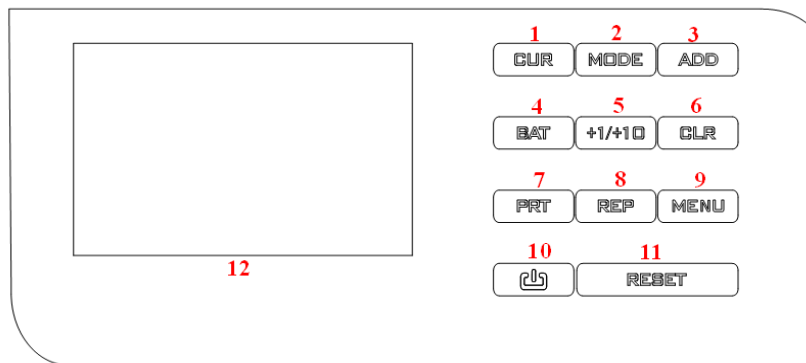 1 2 3
CUR MODE ADD
4 5 6
BAT +1/+10 CLR
7 8 9
PRT REP MENU
10 11
RESET
12